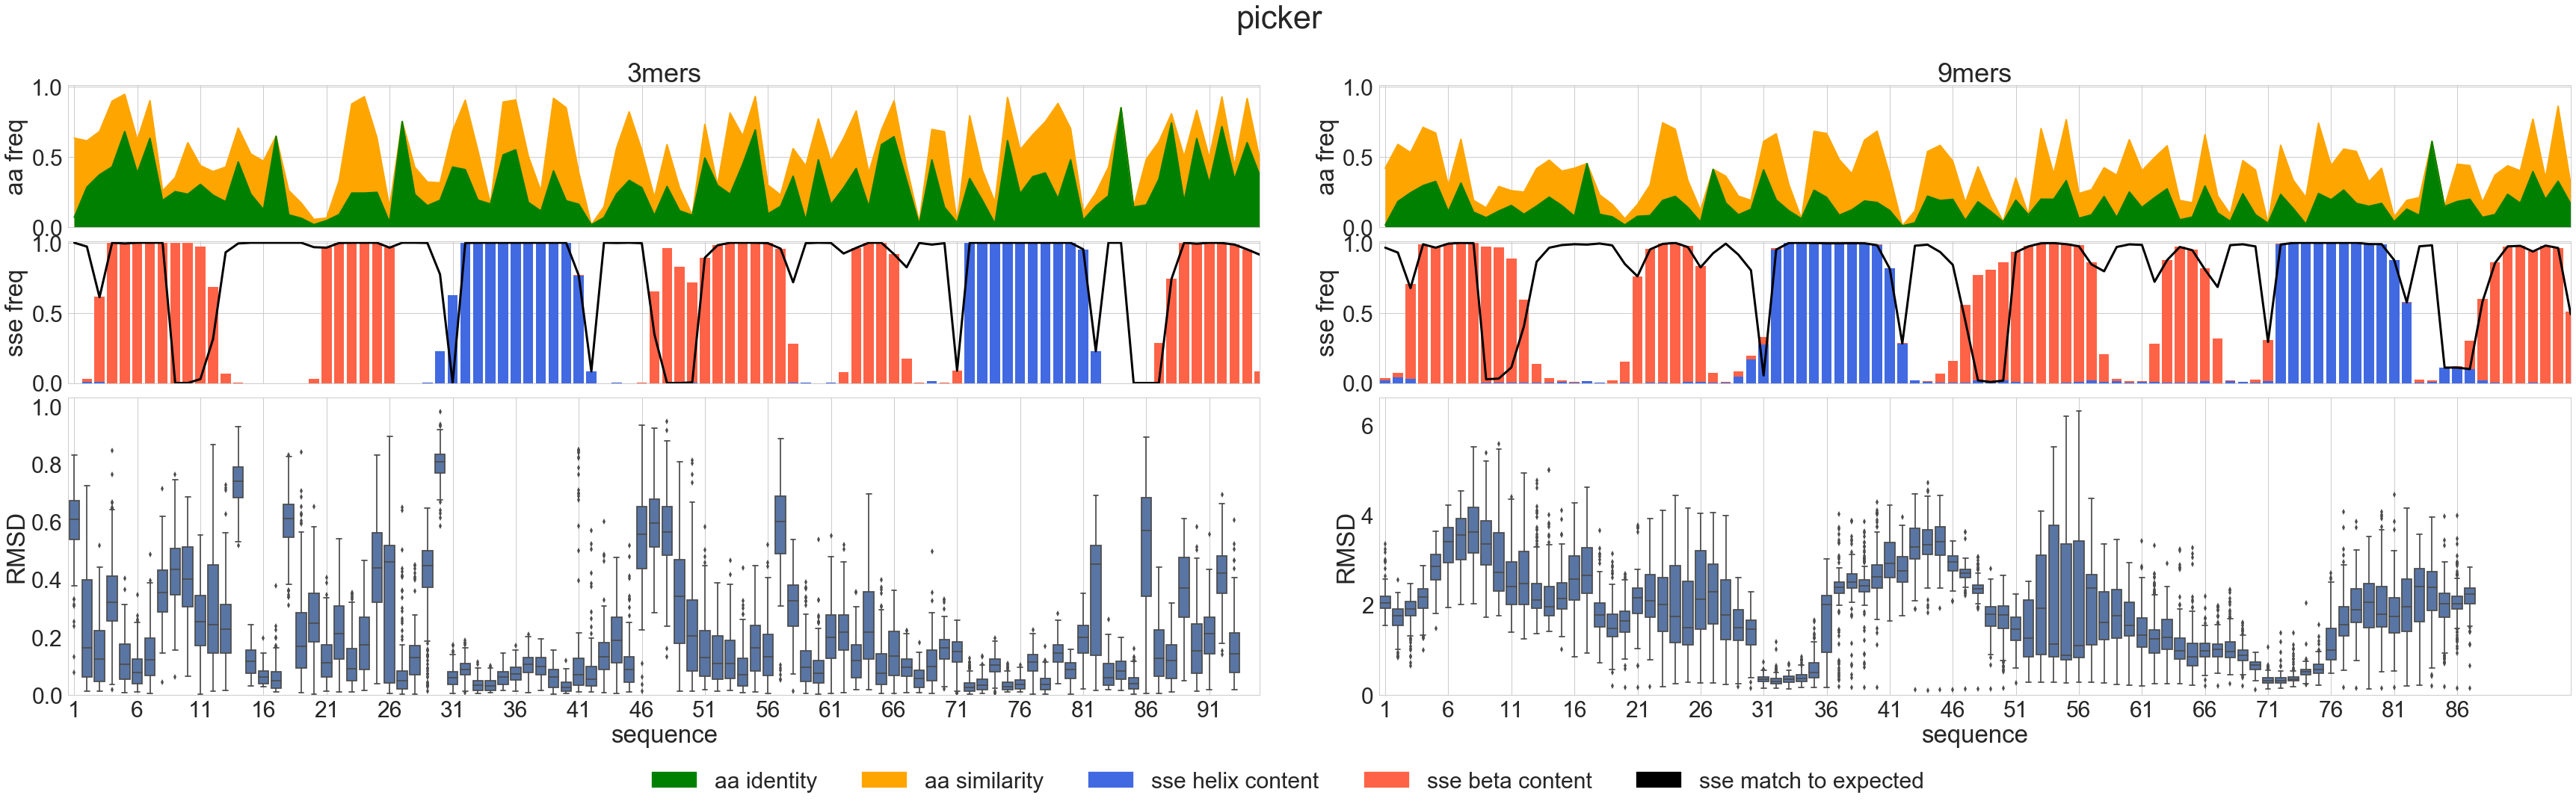 picker
3mers
9mers
1.0
0.5
0.0
aa freq
1.0
0.5
0.0
aa freq
1.0
0.5
0.0
sse freq
1.0
0.5
0.0
sse freq
1.0
0.8
0.6
0.4
0.2
0.0
RMSD
6
4
2
0
RMSD
1 6 11 16 21 26 31 36 41 46 51 56 61 66 71 76 81 86 91
sequence
1 6 11 16 21 26 31 36 41 46 51 56 61 66 71 76 81 86
sequence
aa identity aa similarity sse helix content sse beta content sse match to expected